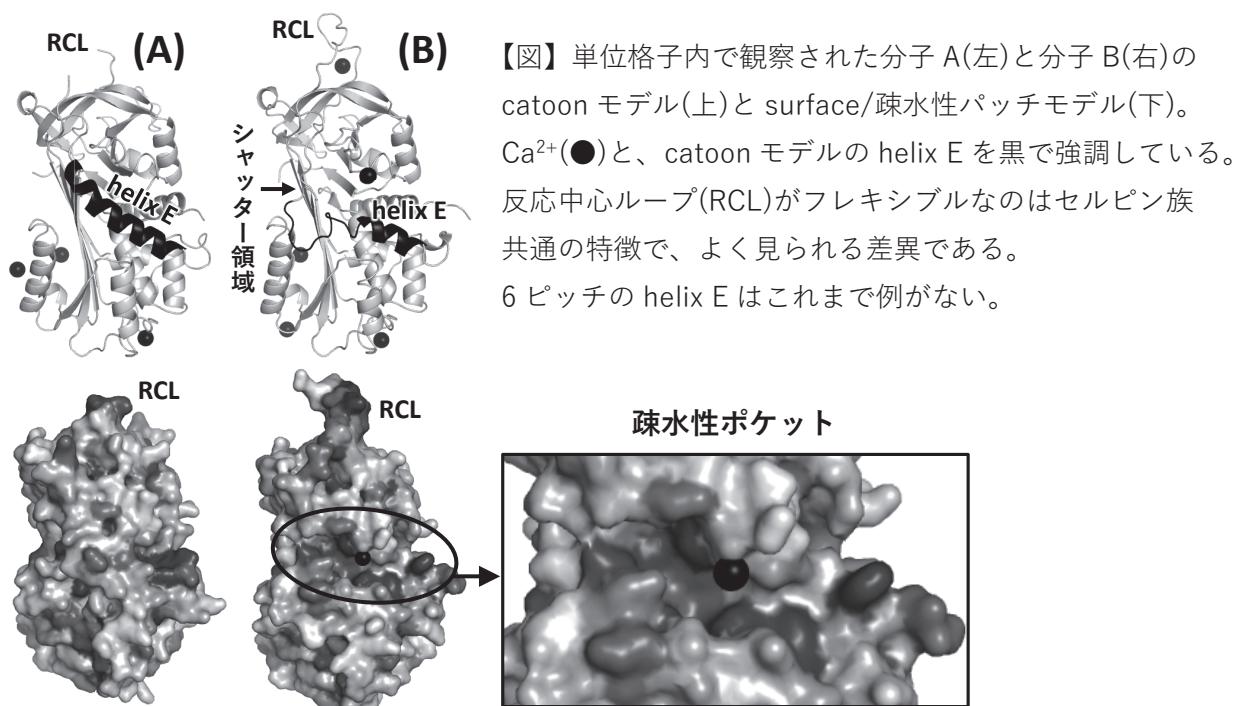 RCL
(A)
helix E
RCL
(B)
シャッター領域
helix E
【図】単位格子内で観察された分子 A(左)と分子 B(右)の
catoon モデル(上)と surface/疎水性パッチモデル(下)。
Ca²⁺(●)と、catoon モデルの helix E を黒で強調している。
反応中心ループ(RCL)がフレキシブルなのはセルピン族
共通の特徴で、よく見られる差異である。
6 ピッチの helix E はこれまで例がない。
RCL
RCL
疎水性ポケット